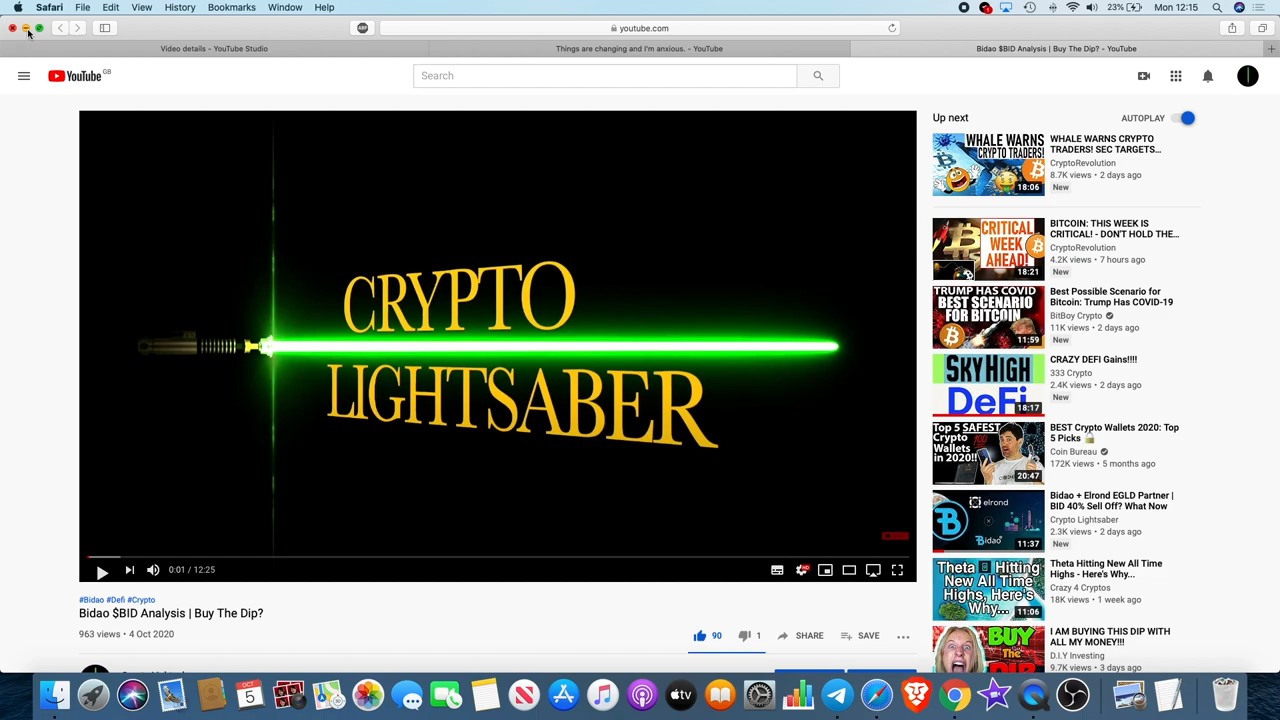 Safari File Edit View History Bookmarks Window Help
23% Mon 12:15
youtube.com
Video details - YouTube Studio
Things are changing and I'm anxious. - YouTube
Bidao $BID Analysis | Buy The Dip? - YouTube
YouTube GB
Search
CRYPTO
LIGHTSABER
0:01 / 12:25
#Bidao #Defi #Crypto
Bidao $BID Analysis | Buy The Dip?
963 views • 4 Oct 2020
90
1
SHARE
SAVE
Up next
AUTOPLAY
WHALE WARNS
CRYPTO TRADERS!
18:06
WHALE WARNS CRYPTO
TRADERS! SEC TARGETS...
CryptoRevolution
8.7K views • 2 days ago
New
CRITICAL
WEEK
AHEAD!
18:21
BITCOIN: THIS WEEK IS
CRITICAL! - DON'T HOLD THE...
CryptoRevolution
4.2K views • 7 hours ago
New
TRUMP HAS COVID
BEST SCENARIO
FOR BITCOIN
11:59
Best Possible Scenario for
Bitcoin: Trump Has COVID-19
BitBoy Crypto
11K views • 2 days ago
New
SKY HIGH
DeFi
18:17
CRAZY DEFI Gains!!!!
333 Crypto
2.4K views • 2 days ago
New
Top 5 SAFEST
Crypto
Wallets
in 2020!!
20:47
BEST Crypto Wallets 2020: Top
5 Picks
Coin Bureau
172K views • 5 months ago
elrond
Bidao
11:37
Bidao + Elrond EGLD Partner |
BID 40% Sell Off? What Now
Crypto Lightsaber
2.3K views • 2 days ago
New
Theta Hitting
New All Time
Highs, Here's
Why...
11:06
Theta Hitting New All Time
Highs - Here's Why...
Crazy 4 Cryptos
18K views • 1 week ago
BUY
The
DIP
I AM BUYING THIS DIP WITH
ALL MY MONEY!!!
D.I.Y Investing
9.7K views • 3 days ago
OCT
5
tv